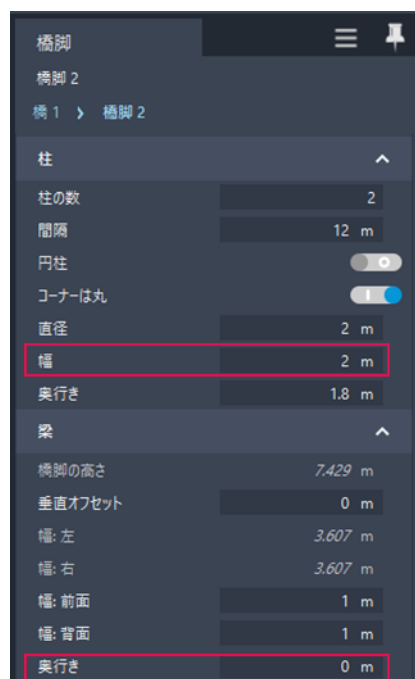 橋脚
橋脚 2
橋 1 › 橋脚 2
柱
柱の数 2
間隔 12 m
円柱
コーナーは丸
直径 2 m
幅 2 m
奥行き 1.8 m
梁
橋脚の高さ 7.429 m
垂直オフセット 0 m
幅: 左 3.607 m
幅: 右 3.607 m
幅: 前面 1 m
幅: 背面 1 m
奥行き 0 m